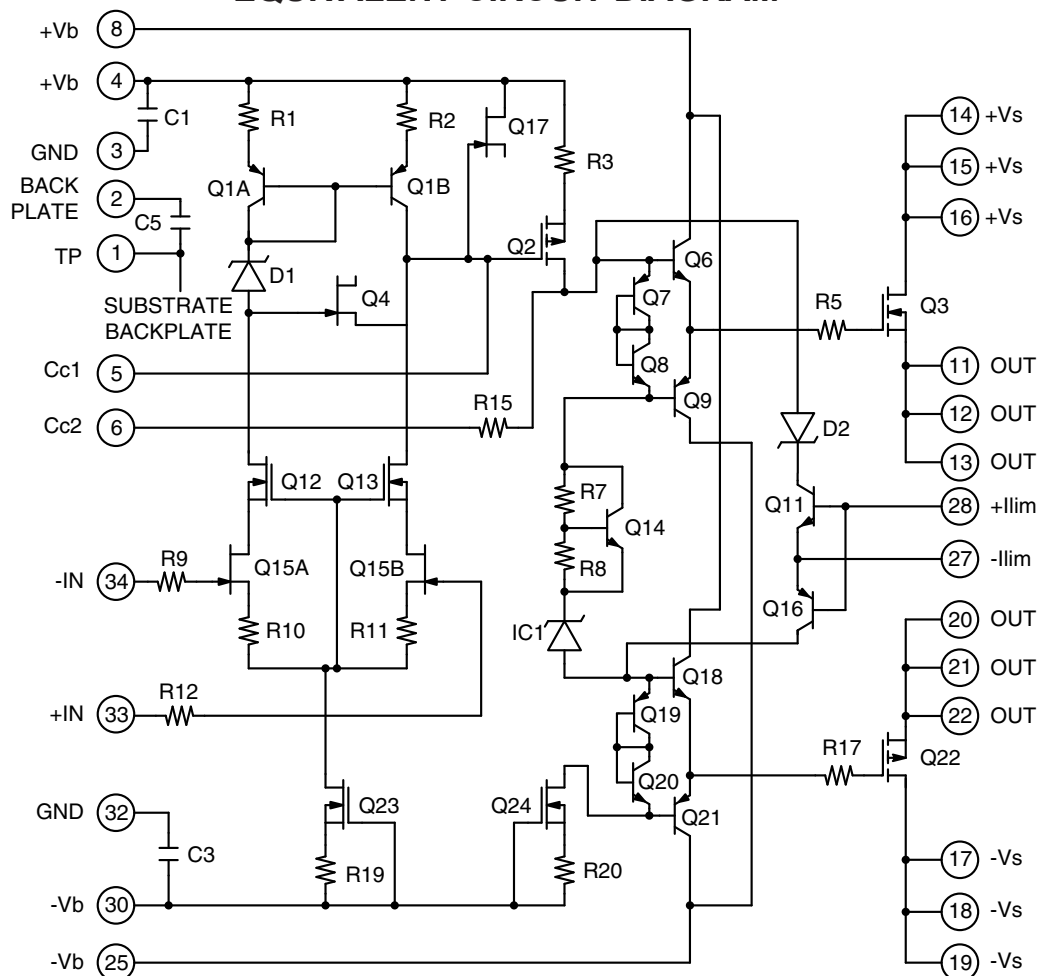 EQUIVALENT CIRCUIT DIAGRAM
+Vb 8
+Vb 4
C1
R1
R2
Q17
R3
14 +Vs
GND 3
15 +Vs
BACK PLATE 2
Q1A
Q1B
16 +Vs
C5
Q2
Q6
TP 1
D1
Q4
Q7
R5
Q3
SUBSTRATE
BACKPLATE
Cc1 5
Q8
11 OUT
Cc2 6
R15
Q9
12 OUT
D2
13 OUT
Q12
Q13
R7
Q11
28 +Ilim
Q14
-IN 34
R9
Q15A
Q15B
R8
27 -Ilim
Q16
R10
R11
IC1
20 OUT
21 OUT
Q18
+IN 33
R12
Q19
22 OUT
R17
Q22
Q20
GND 32
Q23
Q24
Q21
C3
R19
R20
17 -Vs
-Vb 30
18 -Vs
-Vb 25
19 -Vs